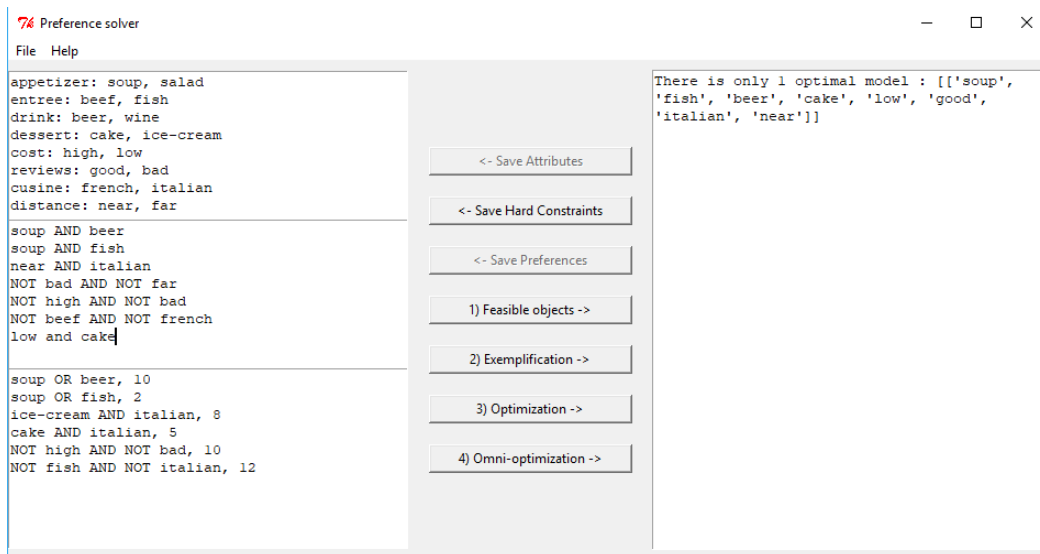 Preference solver
File Help
appetizer: soup, salad
entree: beef, fish
drink: beer, wine
dessert: cake, ice-cream
cost: high, low
reviews: good, bad
cusine: french, italian
distance: near, far
soup AND beer
soup AND fish
near AND italian
NOT bad AND NOT far
NOT high AND NOT bad
NOT beef AND NOT french
low and cake
soup OR beer, 10
soup OR fish, 2
ice-cream AND italian, 8
cake AND italian, 5
NOT high AND NOT bad, 10
NOT fish AND NOT italian, 12
<- Save Attributes
<- Save Hard Constraints
<- Save Preferences
1) Feasible objects ->
2) Exemplification ->
3) Optimization ->
4) Omni-optimization ->
There is only 1 optimal model : [['soup',
'fish', 'beer', 'cake', 'low', 'good',
'italian', 'near']]